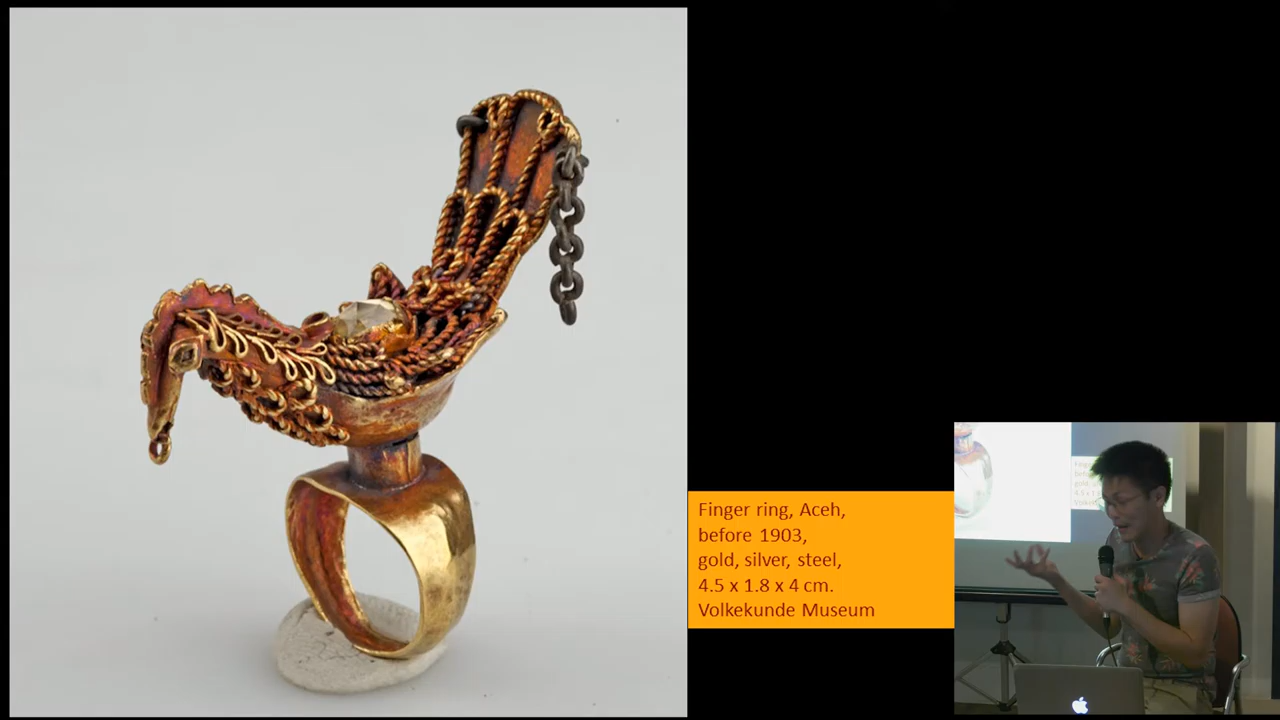 Finger ring, Aceh,
before 1903,
gold, silver, steel,
4.5 x 1.8 x 4 cm.
Volkekunde Museum